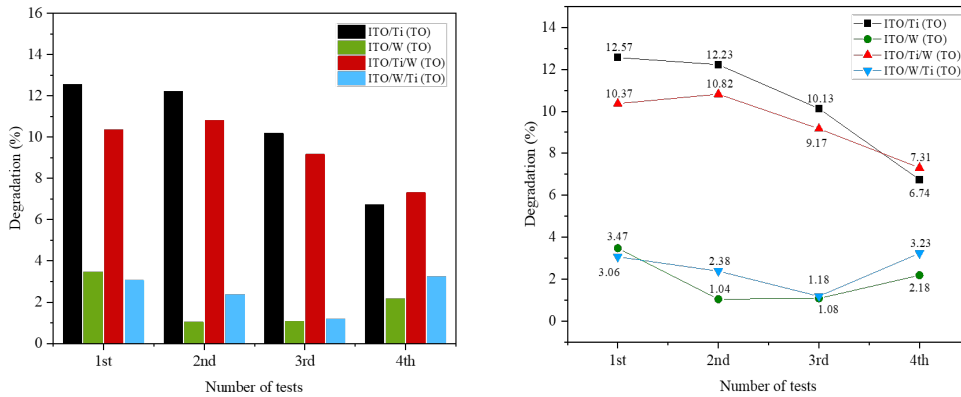 16
14
12
10
8
6
4
2
0
Degradation (%)
ITO/Ti (TO)
ITO/W (TO)
ITO/Ti/W (TO)
ITO/W/Ti (TO)
1st 2nd 3rd 4th
Number of tests
14
12
10
8
6
4
2
0
Degradation (%)
ITO/Ti (TO)
ITO/W (TO)
ITO/Ti/W (TO)
ITO/W/Ti (TO)
12.57 12.23
10.37 10.82 10.13
9.17
7.31
6.74
3.47
3.06
2.38
1.04
1.18
1.08
3.23
2.18
1st 2nd 3rd 4th
Number of tests